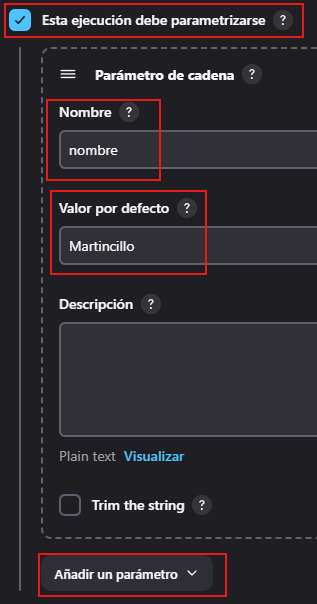 Esta ejecución debe parametrizarse ?
Parámetro de cadena ?
Nombre ?
nombre
Valor por defecto ?
Martincillo
Descripción ?
Plain text Visualizar
Trim the string ?
Añadir un parámetro